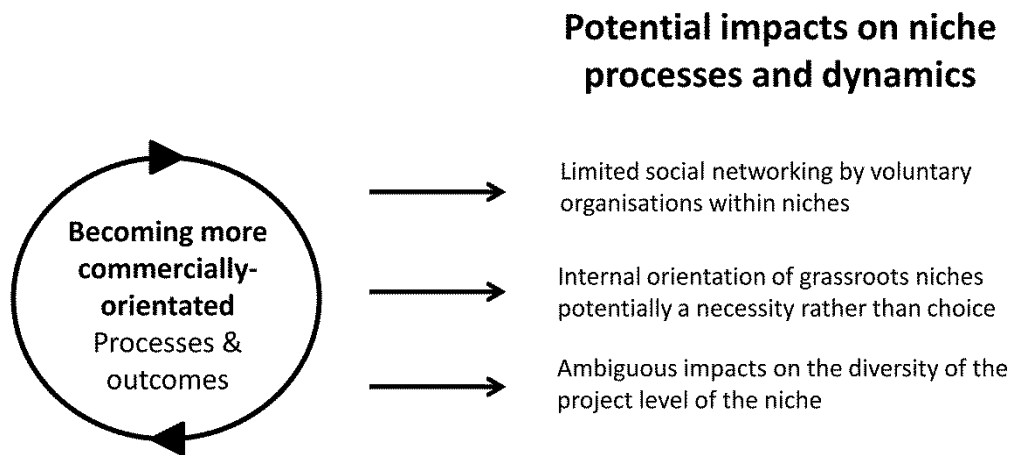 Potential impacts on niche
processes and dynamics
Becoming more
commercially-
orientated
Processes &
outcomes
Limited social networking by voluntary
organisations within niches
Internal orientation of grassroots niches
potentially a necessity rather than choice
Ambiguous impacts on the diversity of the
project level of the niche